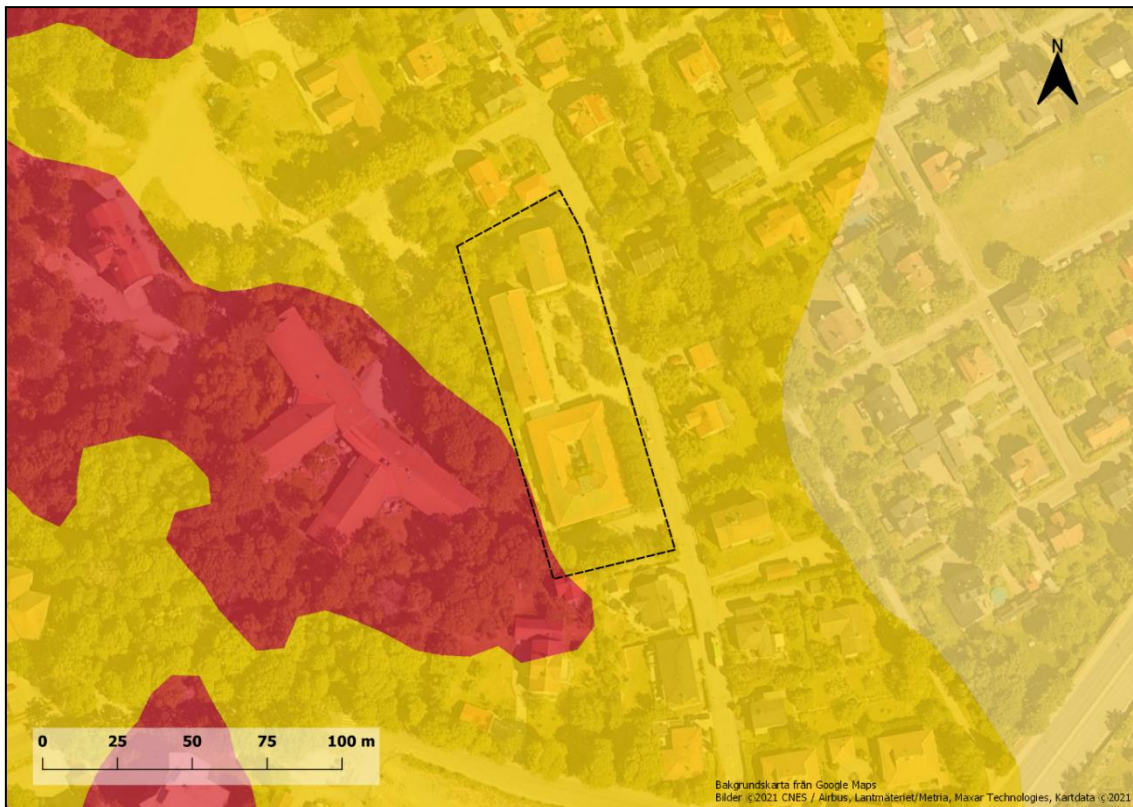 N
0 25 50 75 100 m
Bakgrundskarta från Google Maps
Bilder ©2021 CNES / Airbus, Lantmäteriet/Metria, Maxar Technologies, Kartdata ©2021